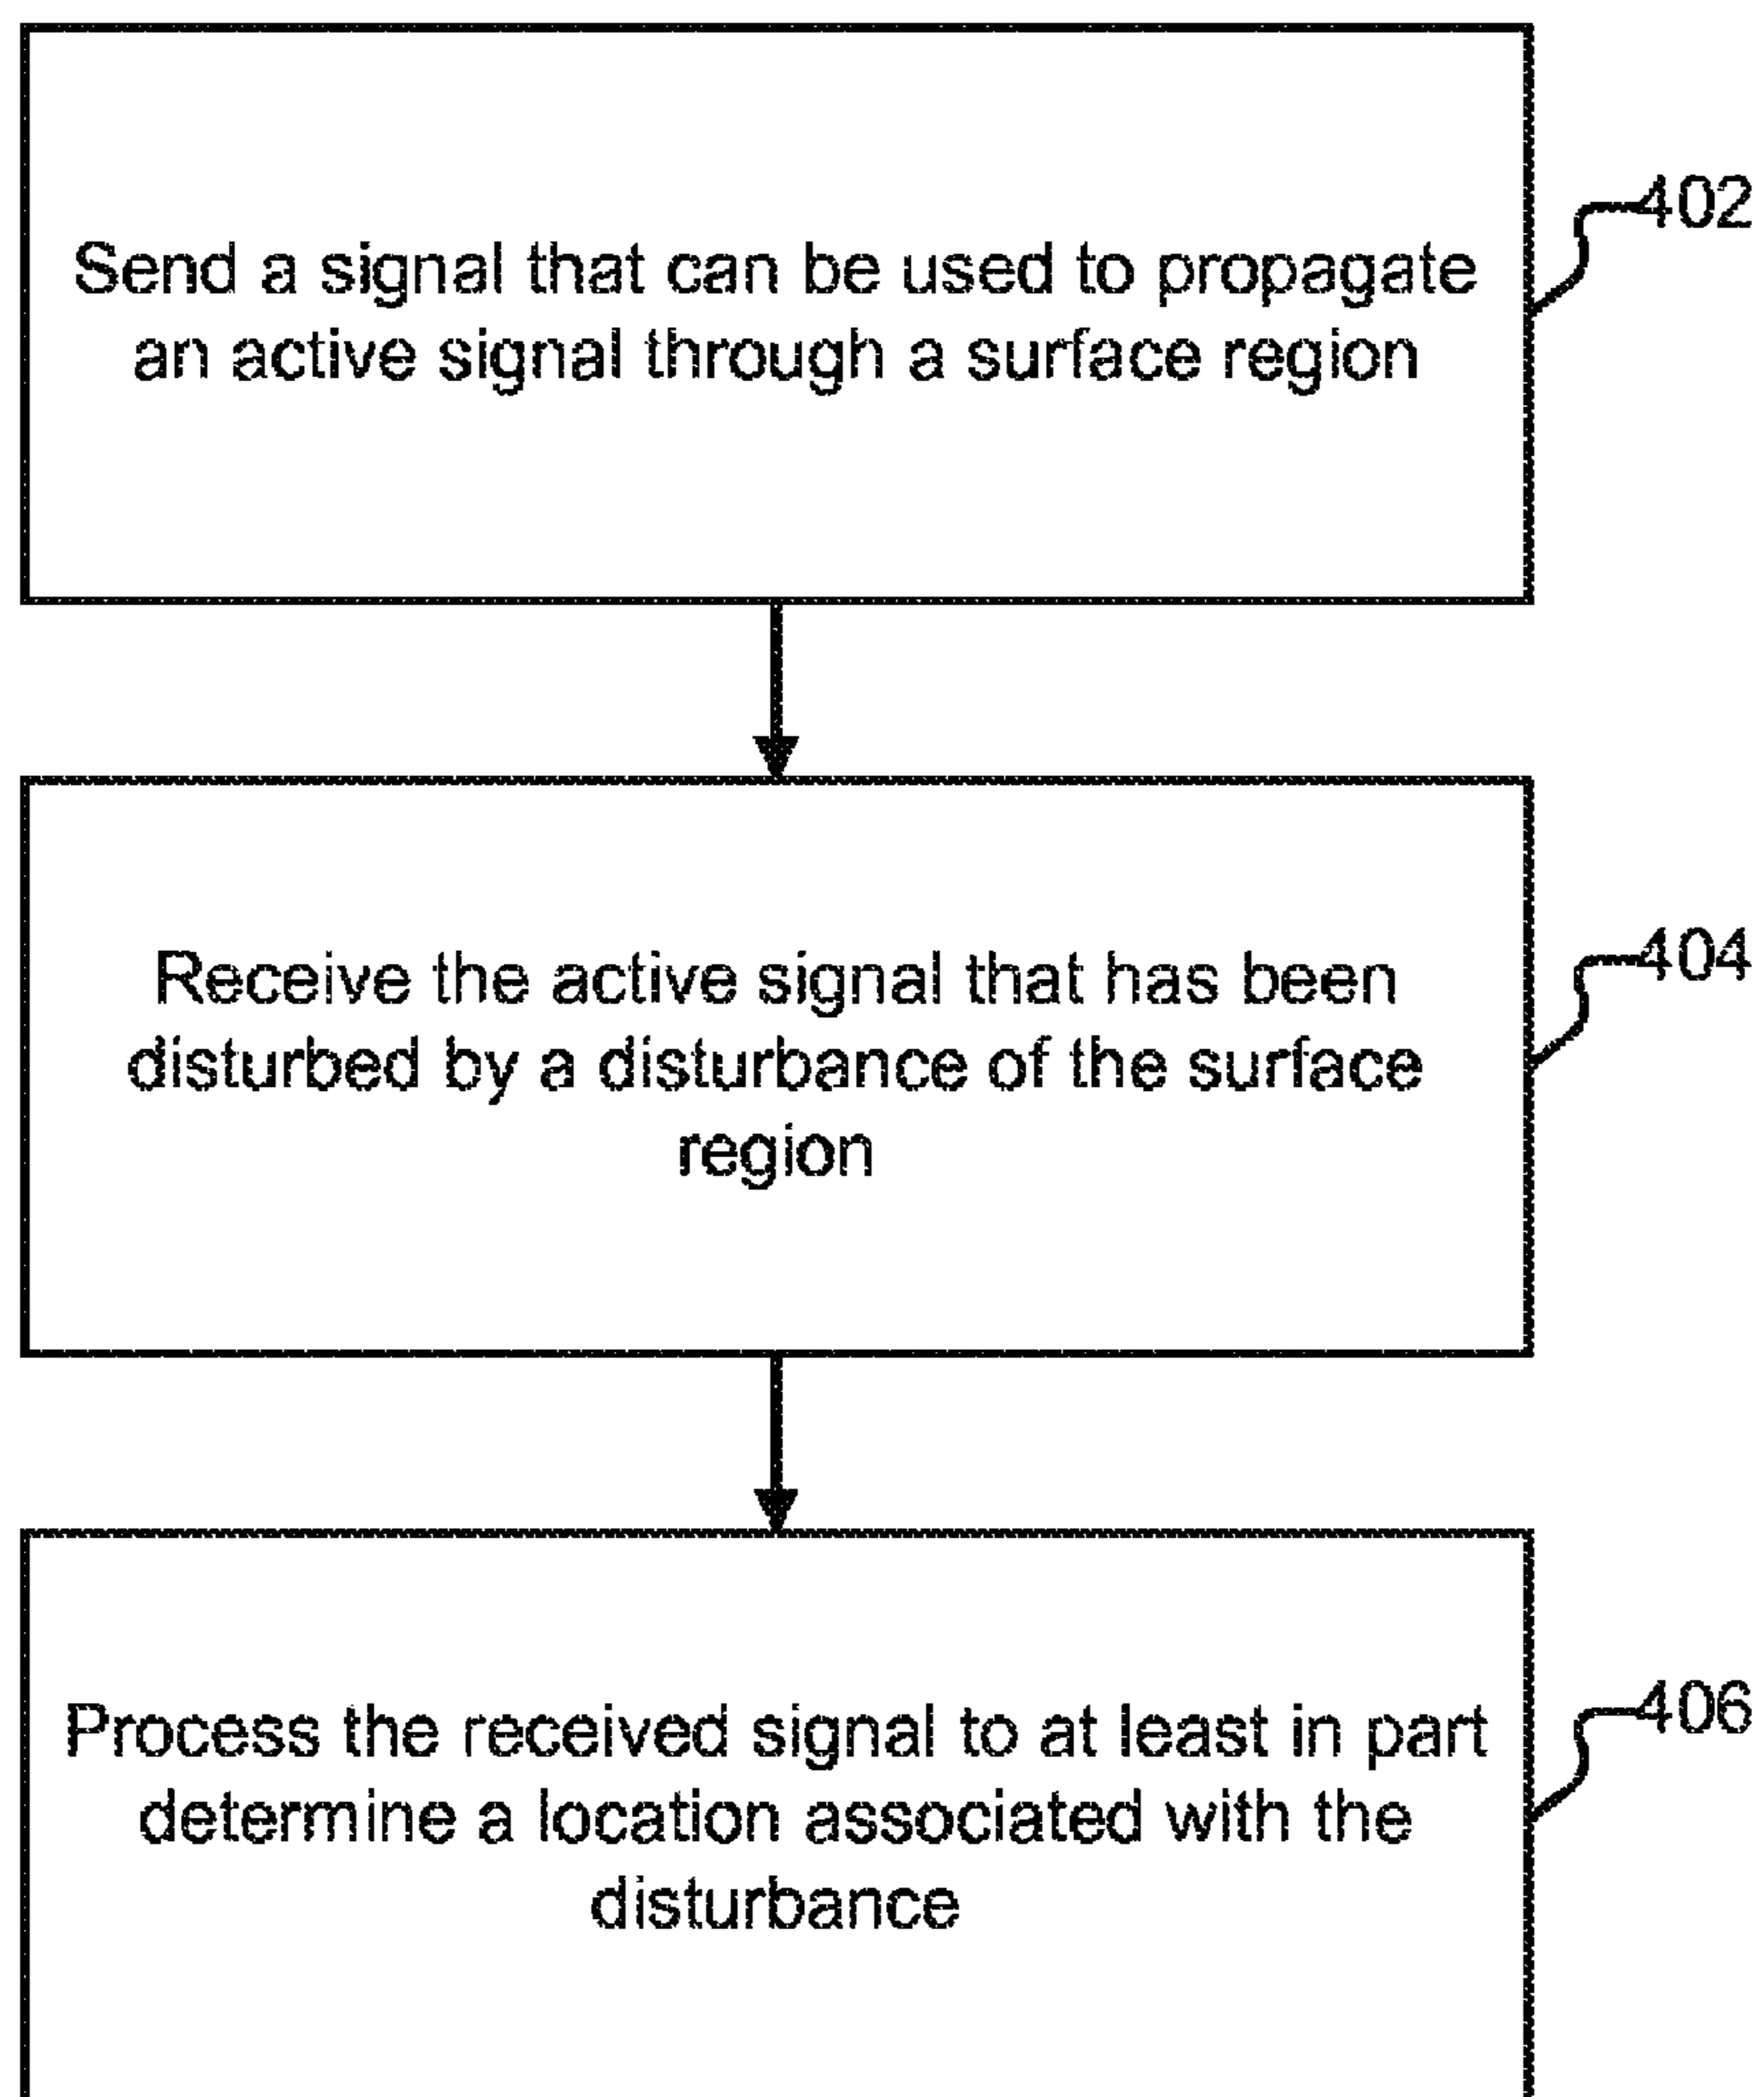 Send a signal that can be used to propagate
an active signal through a surface region
402
Receive the active signal that has been
disturbed by a disturbance of the surface
region
404
Process the received signal to at least in part
determine a location associated with the
disturbance
406